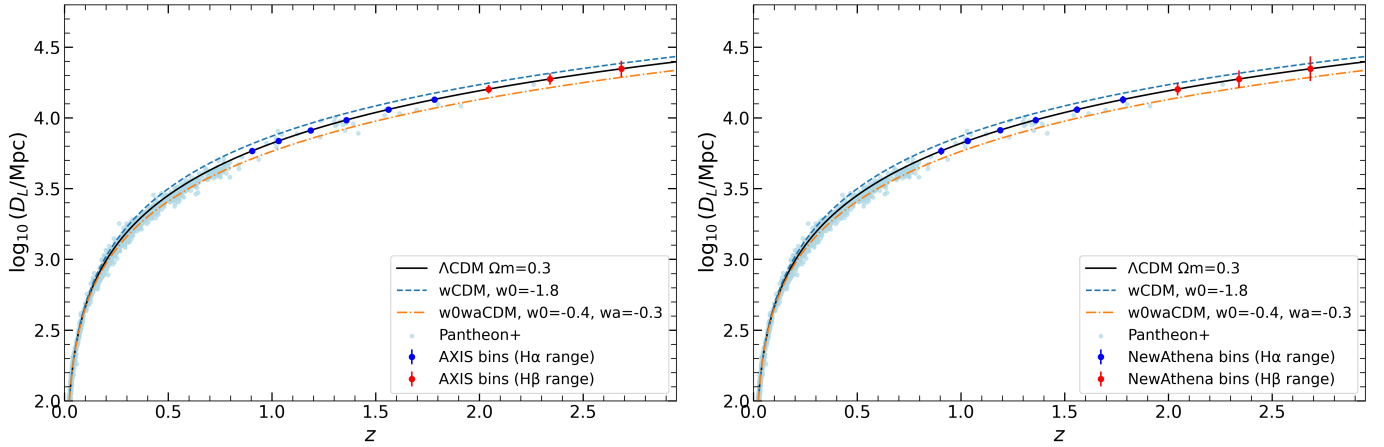 4.5
4.0
3.5
3.0
2.5
2.0
log₁₀ (D_L/Mpc)
0.0 0.5 1.0 1.5 2.0 2.5
z
ΛCDM Ωm=0.3
wCDM, w0=-1.8
w0waCDM, w0=-0.4, wa=-0.3
Pantheon+
AXIS bins (Hα range)
AXIS bins (Hβ range)
4.5
4.0
3.5
3.0
2.5
2.0
log₁₀ (D_L/Mpc)
0.0 0.5 1.0 1.5 2.0 2.5
z
ΛCDM Ωm=0.3
wCDM, w0=-1.8
w0waCDM, w0=-0.4, wa=-0.3
Pantheon+
NewAthena bins (Hα range)
NewAthena bins (Hβ range)